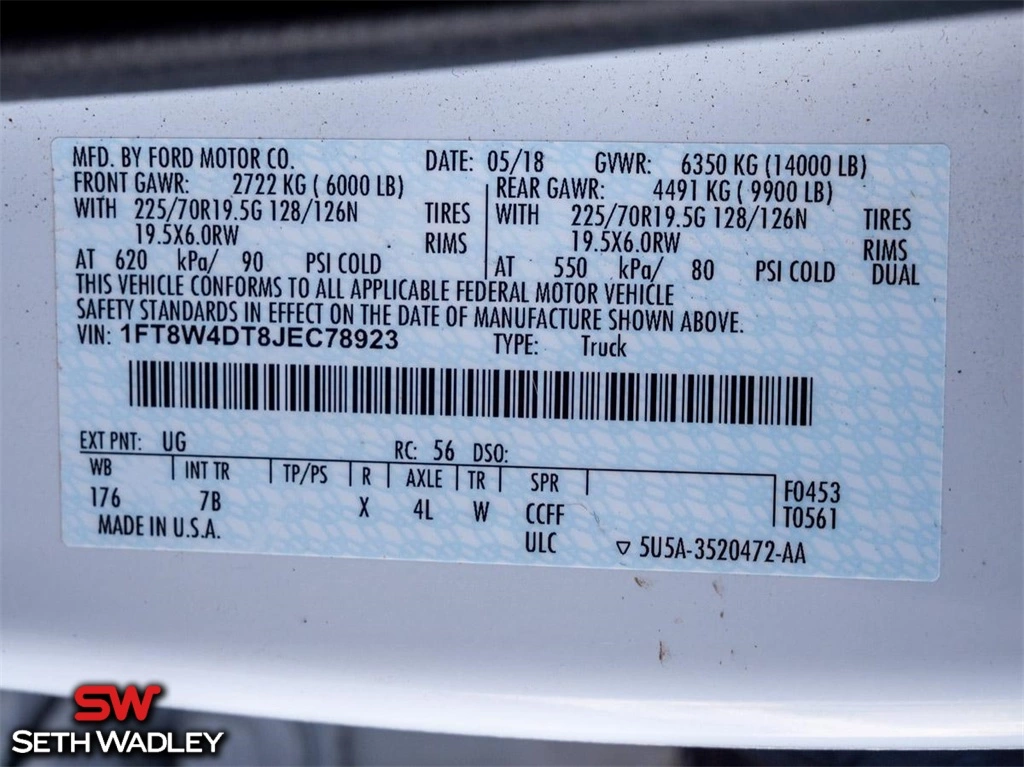 MFD. BY FORD MOTOR CO. DATE: 05/18 GVWR: 6350 KG (14000 LB)
FRONT GAWR: 2722 KG ( 6000 LB) REAR GAWR: 4491 KG ( 9900 LB)
WITH 225/70R19.5G 128/126N TIRES WITH 225/70R19.5G 128/126N TIRES
19.5X6.0RW RIMS 19.5X6.0RW RIMS
AT 620 kPa/ 90 PSI COLD AT 550 kPa/ 80 PSI COLD DUAL
THIS VEHICLE CONFORMS TO ALL APPLICABLE FEDERAL MOTOR VEHICLE
SAFETY STANDARDS IN EFFECT ON THE DATE OF MANUFACTURE SHOWN ABOVE.
VIN: 1FT8W4DT8JEC78923 TYPE: Truck
EXT PNT: UG RC: 56 DSO:
WB INT TR TP/PS R AXLE TR SPR F0453
176 7B X 4L W CCFF T0561
MADE IN U.S.A. ULC ▽ 5U5A-3520472-AA
SW
SETH WADLEY